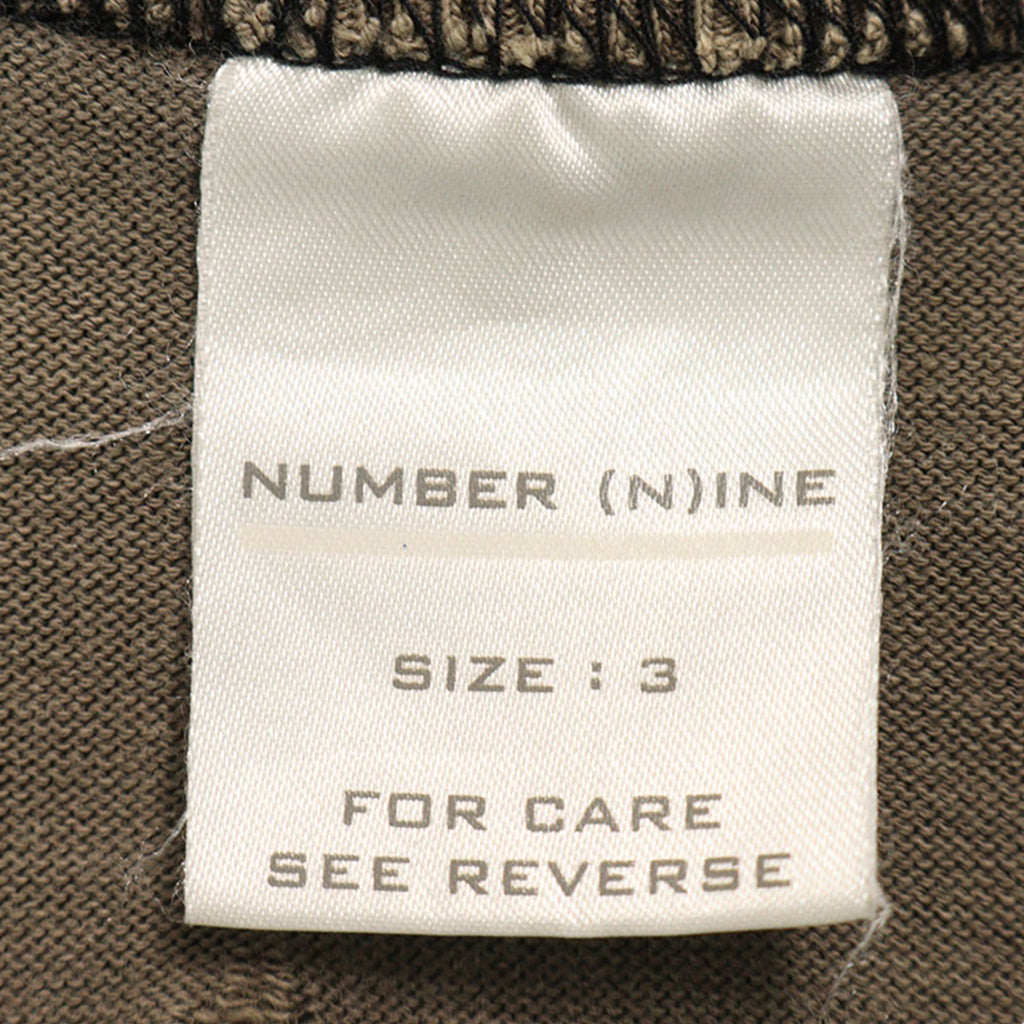 NUMBER (N)INE
SIZE : 3
FOR CARE
SEE REVERSE